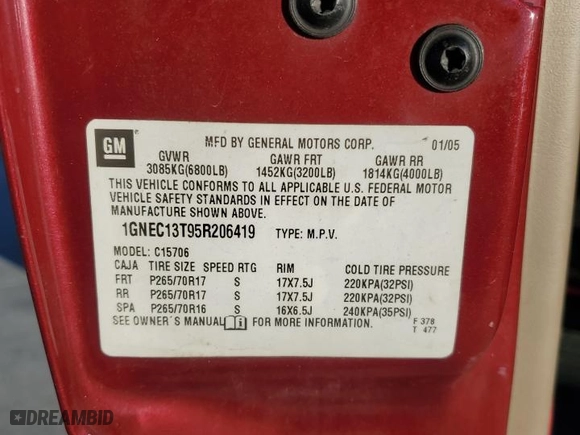 GM
MFD BY GENERAL MOTORS CORP. 01/05
GVWR GAWR FRT GAWR RR
3085KG(6800LB) 1452KG(3200LB) 1814KG(4000LB)
THIS VEHICLE CONFORMS TO ALL APPLICABLE U.S. FEDERAL MOTOR
VEHICLE SAFETY STANDARDS IN EFFECT ON THE DATE OF
MANUFACTURE SHOWN ABOVE.
1GNEC13T95R206419 TYPE: M.P.V.
MODEL: C15706
CAJA TIRE SIZE SPEED RTG RIM COLD TIRE PRESSURE
FRT P265/70R17 S 17X7.5J 220KPA(32PSI)
RR P265/70R17 S 17X7.5J 220KPA(32PSI)
SPA P265/70R16 S 16X6.5J 240KPA(35PSI)
SEE OWNER'S MANUAL i FOR MORE INFORMATION. F 378
T 477
DREAMBID